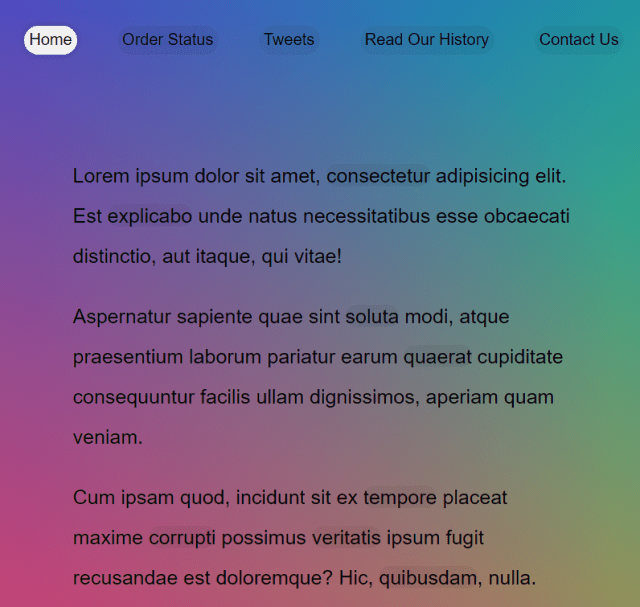 Home Order Status Tweets Read Our History Contact Us
Lorem ipsum dolor sit amet, consectetur adipisicing elit.
Est explicabo unde natus necessitatibus esse obcaecati
distinctio, aut itaque, qui vitae!
Aspernatur sapiente quae sint soluta modi, atque
praesentium laborum pariatur earum quaerat cupiditate
consequuntur facilis ullam dignissimos, aperiam quam
veniam.
Cum ipsam quod, incidunt sit ex tempore placeat
maxime corrupti possimus veritatis ipsum fugit
recusandae est doloremque? Hic, quibusdam, nulla.